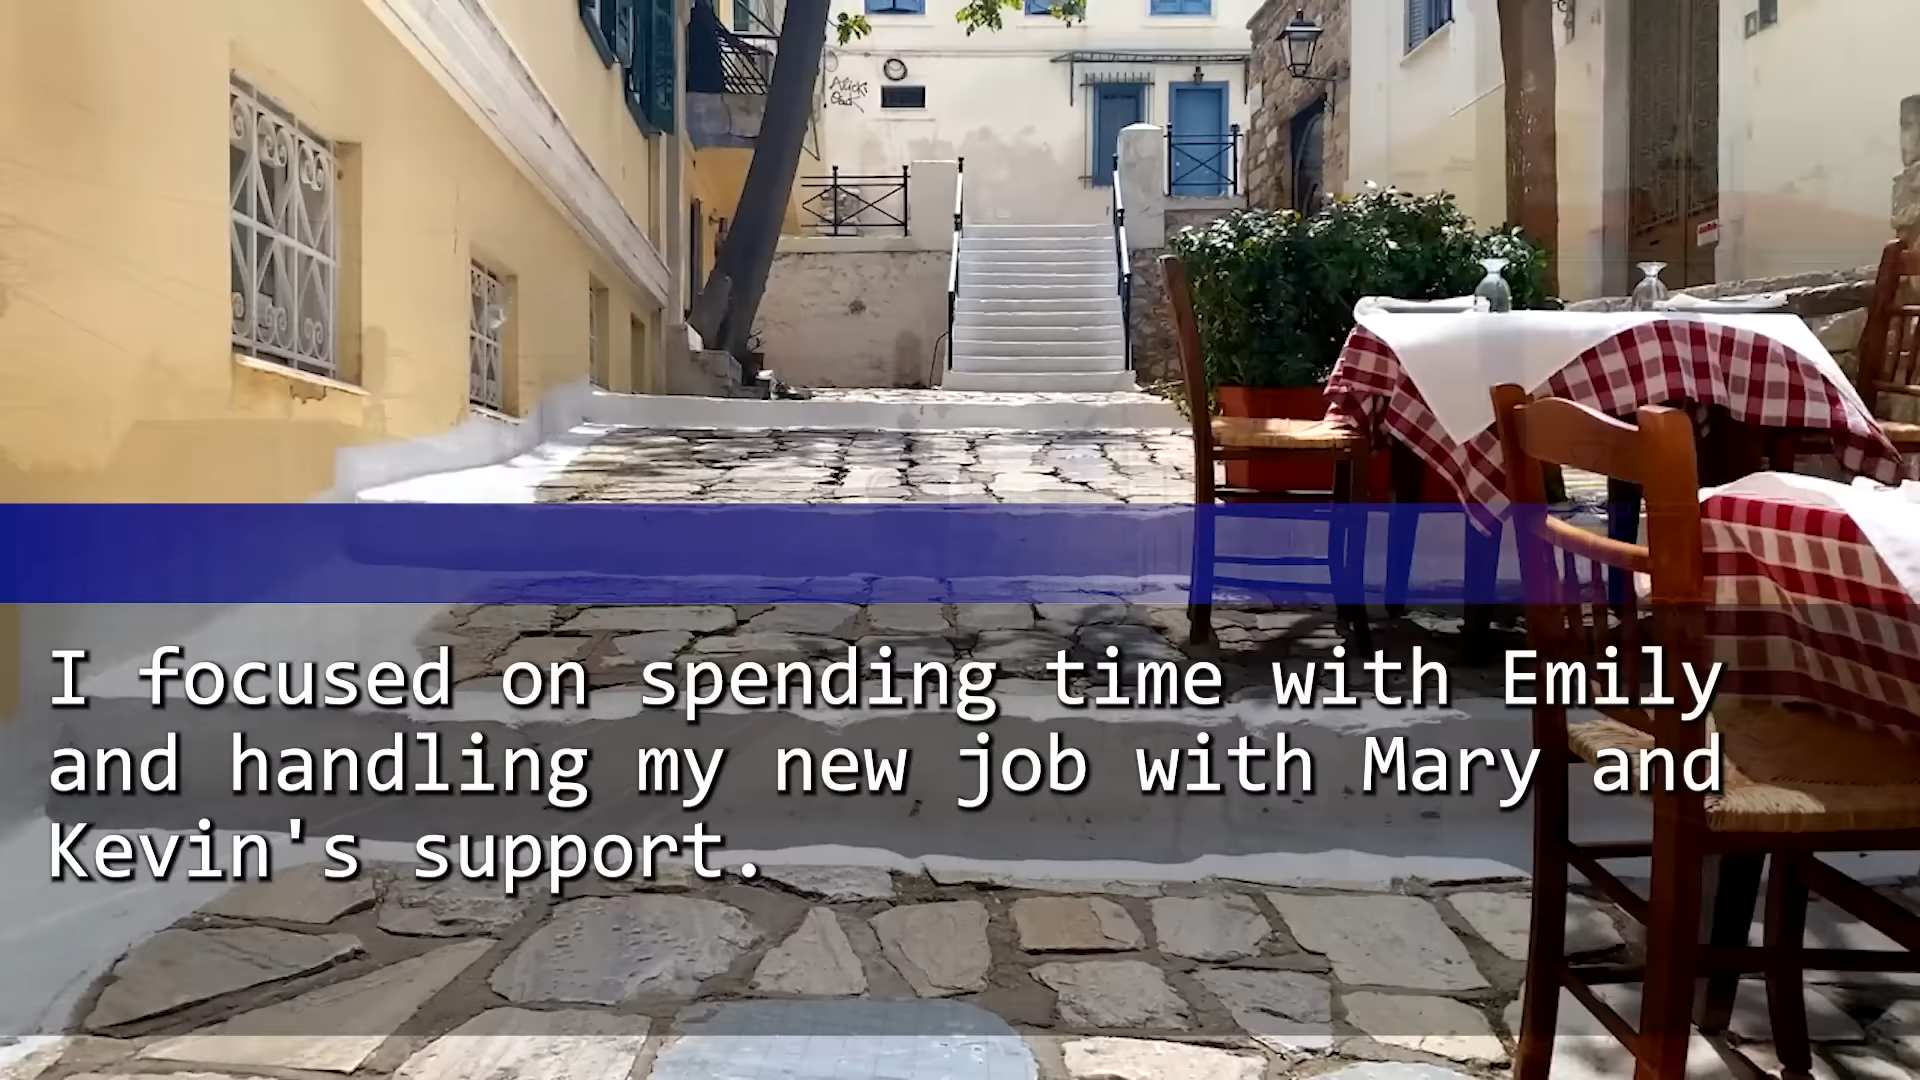 I focused on spending time with Emily
and handling my new job with Mary and
Kevin's support.